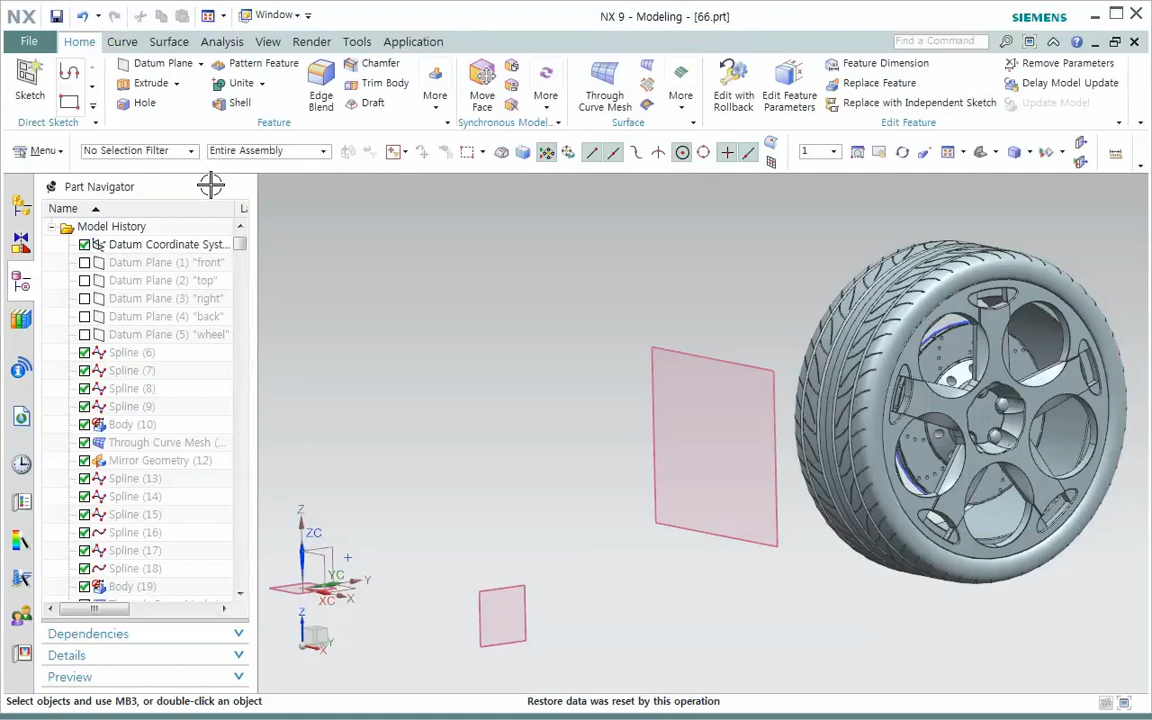 NX
Window
NX 9 - Modeling - [66.prt]
SIEMENS
File
Home
Curve
Surface
Analysis
View
Render
Tools
Application
Find a Command
Sketch
Datum Plane
Extrude
Hole
Pattern Feature
Unite
Shell
Edge
Blend
Chamfer
Trim Body
Draft
More
Move
Face
More
Through
Curve Mesh
More
Edit with
Rollback
Edit Feature
Parameters
Feature Dimension
Replace Feature
Replace with Independent Sketch
Remove Parameters
Delay Model Update
Update Model
Direct Sketch
Feature
Synchronous Model...
Surface
Edit Feature
Menu
No Selection Filter
Entire Assembly
1
Part Navigator
Name
Model History
Datum Coordinate Syst...
Datum Plane (1) "front"
Datum Plane (2) "top"
Datum Plane (3) "right"
Datum Plane (4) "back"
Datum Plane (5) "wheel"
Spline (6)
Spline (7)
Spline (8)
Spline (9)
Body (10)
Through Curve Mesh (...
Mirror Geometry (12)
Spline (13)
Spline (14)
Spline (15)
Spline (16)
Spline (17)
Spline (18)
Body (19)
Z
ZC
YC
Y
XC
X
Z
Y
X
Dependencies
Details
Preview
Select objects and use MB3, or double-click an object
Restore data was reset by this operation